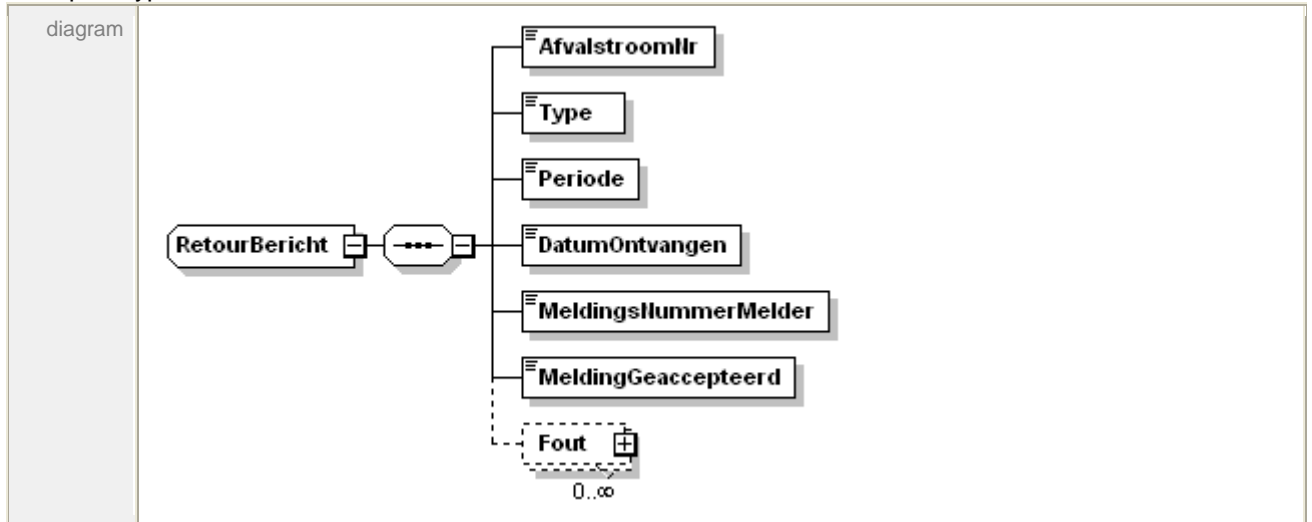 diagram
AfvalstroomNr
Type
Periode
RetourBericht
DatumOntvangen
MeldingsNummerMelder
MeldingGeaccepteerd
Fout
0..∞